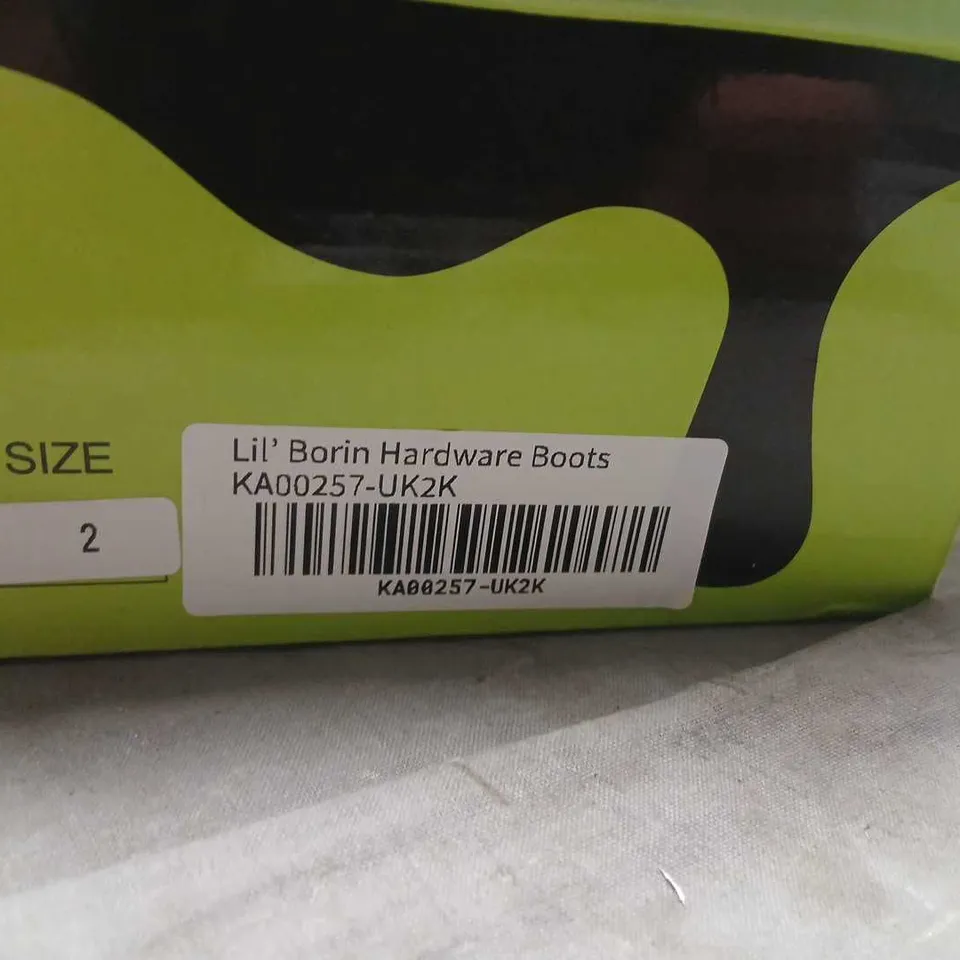 SIZE
2
Lil’ Borin Hardware Boots
KA00257-UK2K
KA00257-UK2K